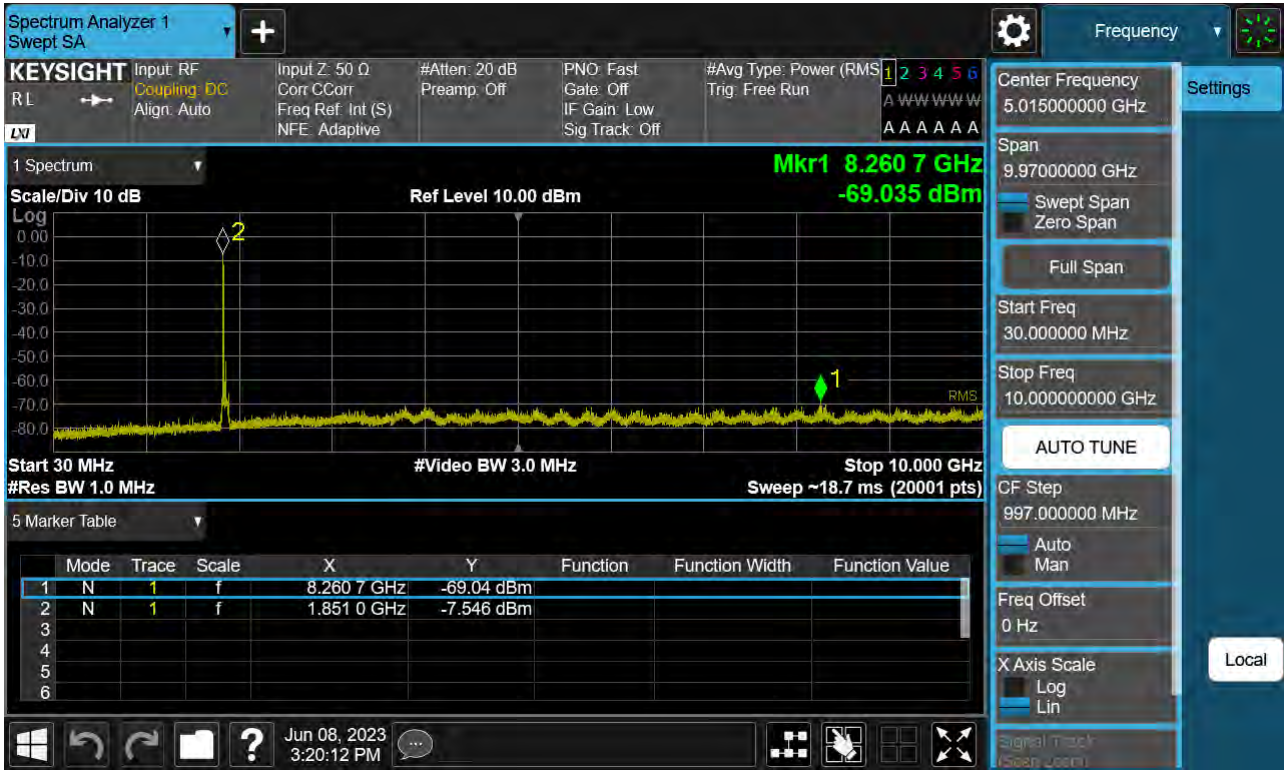 Spectrum Analyzer 1
Swept SA
Frequency
KEYSIGHT
RL
LXI
Input: RF
Coupling: DC
Align: Auto
Input Z: 50 Ω
Corr CCorr
Freq Ref: Int (S)
NFE: Adaptive
#Atten: 20 dB
Preamp: Off
PNO: Fast
Gate: Off
IF Gain: Low
Sig Track: Off
#Avg Type: Power (RMS
Trig: Free Run
1 2 3 4 5 6
A W W W W W
A A A A A A
1 Spectrum
Scale/Div 10 dB
Ref Level 10.00 dBm
Mkr1 8.260 7 GHz
-69.035 dBm
Log
0.00
-10.0
-20.0
-30.0
-40.0
-50.0
-60.0
-70.0
-80.0
2
1
RMS
Start 30 MHz
#Video BW 3.0 MHz
Stop 10.000 GHz
#Res BW 1.0 MHz
Sweep ~18.7 ms (20001 pts)
5 Marker Table
Mode Trace Scale X Y Function Function Width Function Value
1 N 1 f 8.260 7 GHz -69.04 dBm
2 N 1 f 1.851 0 GHz -7.546 dBm
3
4
5
6
Jun 08, 2023
3:20:12 PM
Center Frequency
5.015000000 GHz
Settings
Span
9.97000000 GHz
Swept Span
Zero Span
Full Span
Start Freq
30.000000 MHz
Stop Freq
10.000000000 GHz
AUTO TUNE
CF Step
997.000000 MHz
Auto
Man
Freq Offset
0 Hz
X Axis Scale
Log
Lin
Local
Signal Track
(Span Zoom)